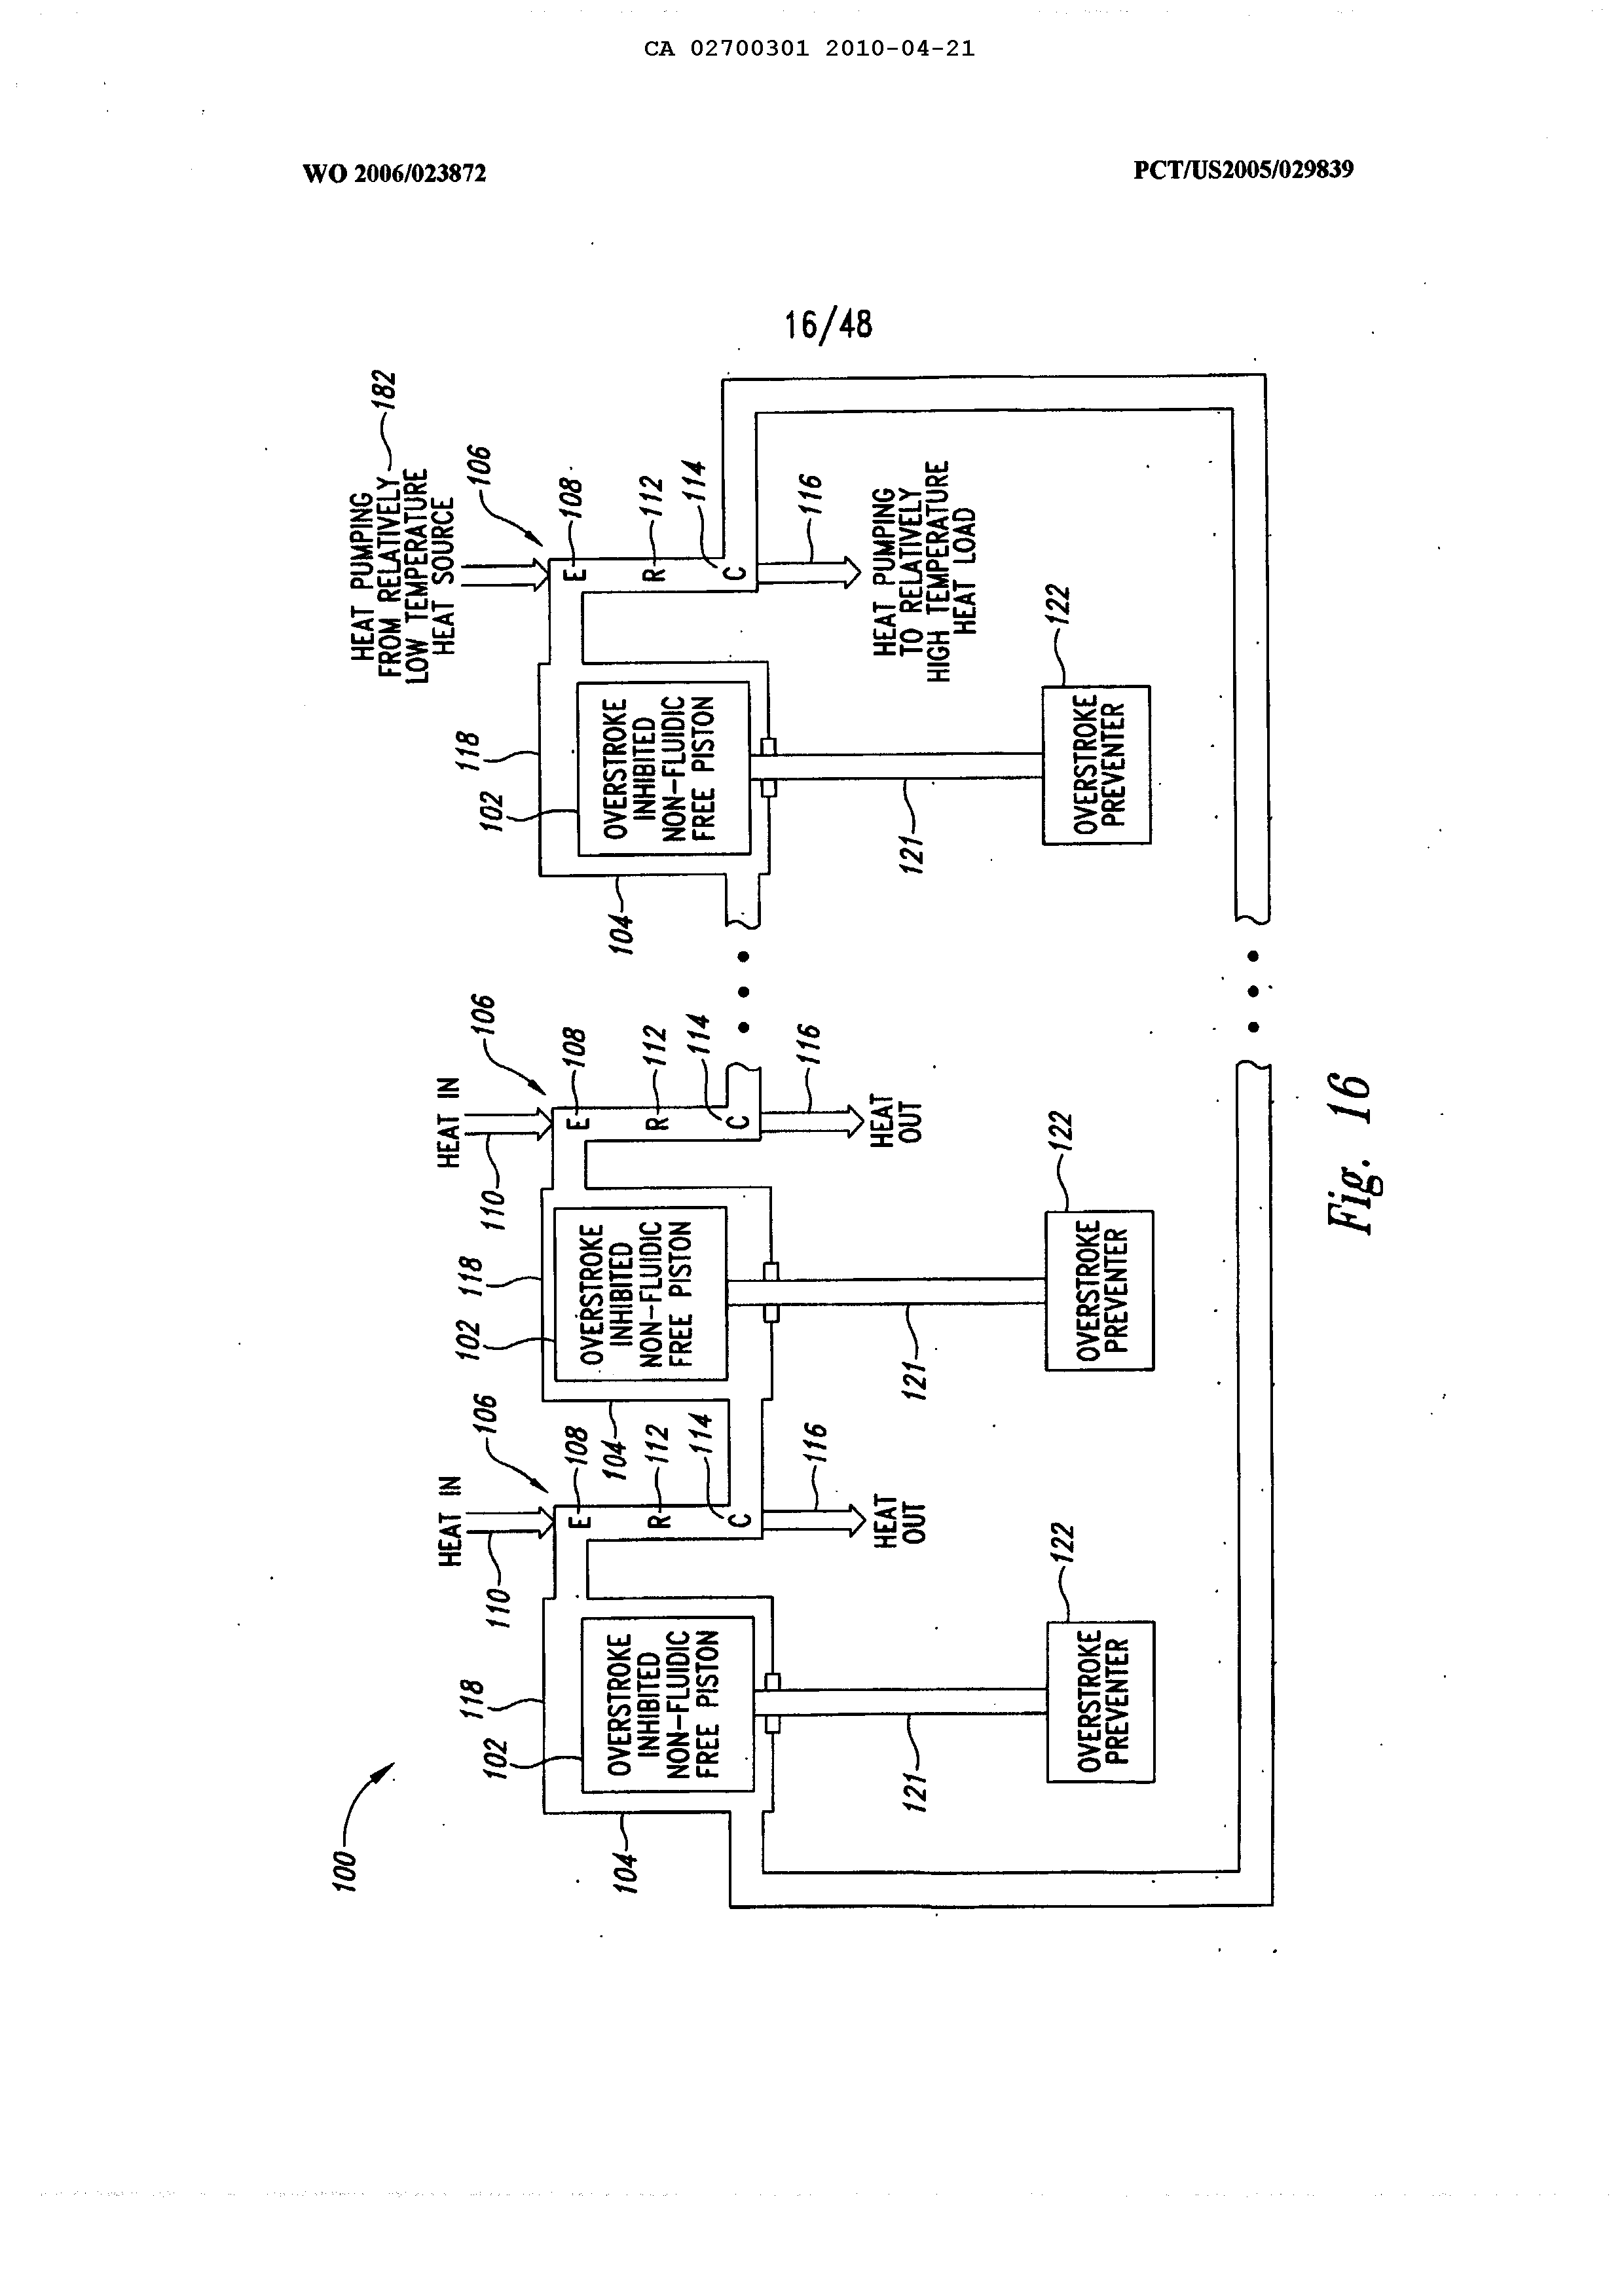 CA 02700301 2010-04-21
WO 2006/023872
PCT/US2005/029839
16/48
100
104
102
118
OVERSTROKE
INHIBITED
NON-FLUIDIC
FREE PISTON
110
HEAT IN
106
E
108
R
112
C
114
116
HEAT
OUT
121
122
OVERSTROKE
PREVENTER
104
102
118
OVERSTROKE
INHIBITED
NON-FLUIDIC
FREE PISTON
110
HEAT IN
106
E
108
R
112
C
114
116
HEAT
OUT
121
122
OVERSTROKE
PREVENTER
104
102
118
OVERSTROKE
INHIBITED
NON-FLUIDIC
FREE PISTON
HEAT PUMPING
FROM RELATIVELY
LOW TEMPERATURE
HEAT SOURCE
182
106
E
108
R
112
C
114
116
HEAT PUMPING
TO RELATIVELY
HIGH TEMPERATURE
HEAT LOAD
121
122
OVERSTROKE
PREVENTER
Fig. 16